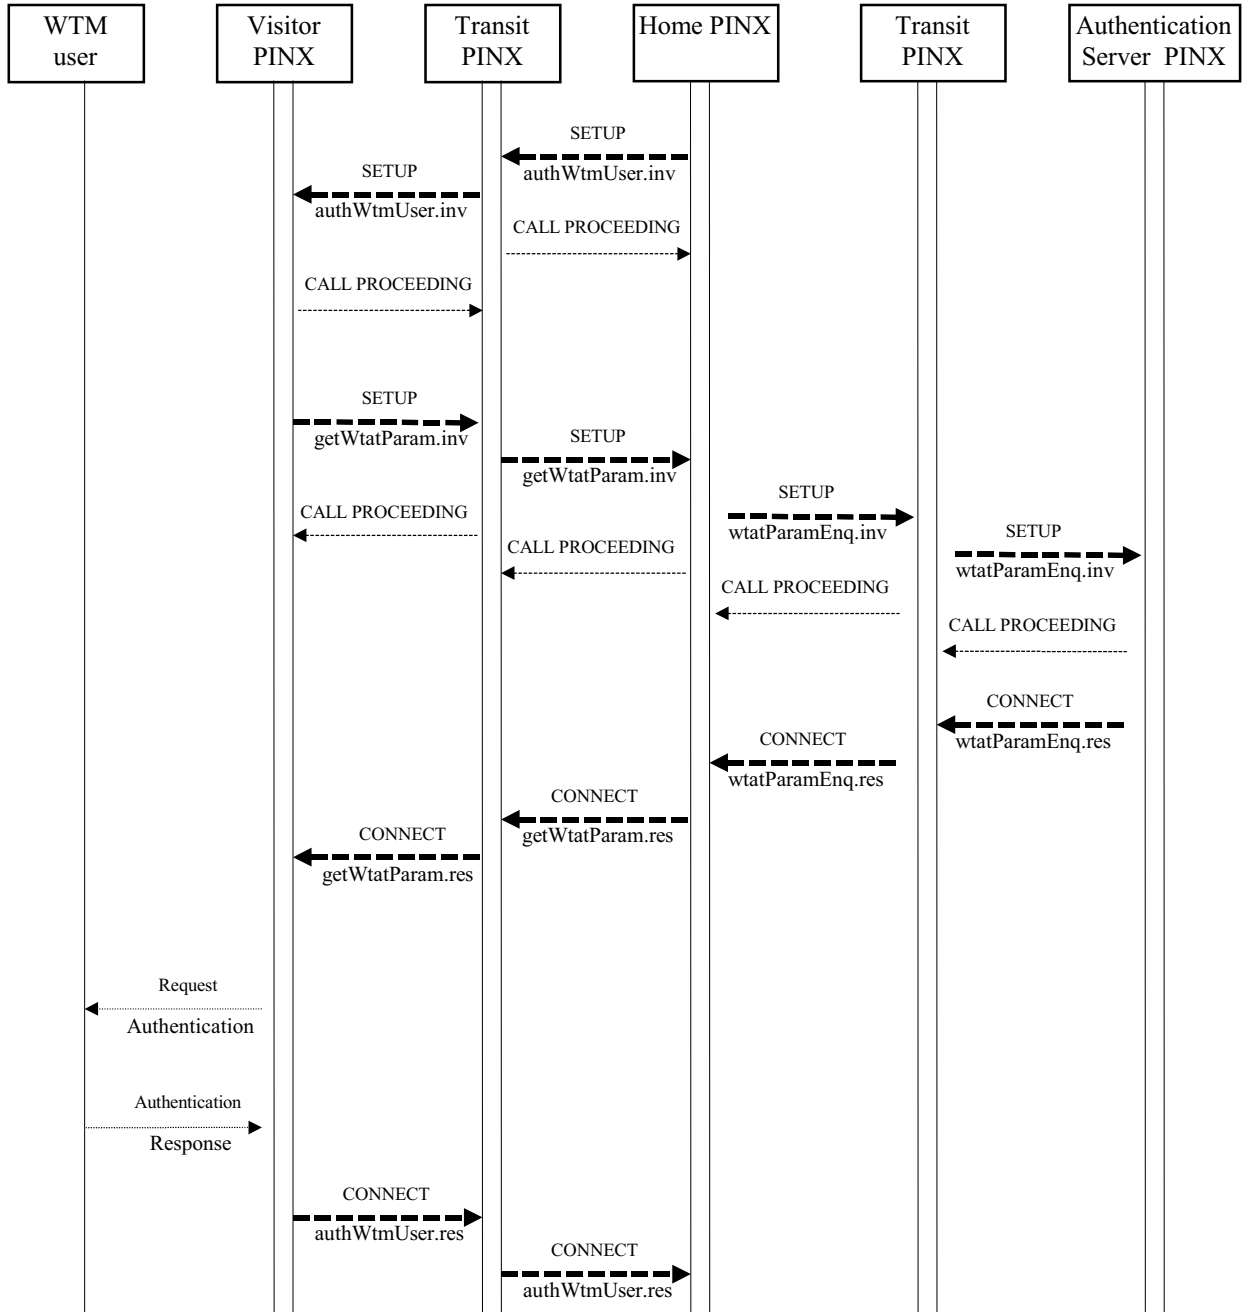 WTM
user
Visitor
PINX
Transit
PINX
Home PINX
Transit
PINX
Authentication
Server PINX
SETUP
authWtmUser.inv
SETUP
authWtmUser.inv
CALL PROCEEDING
CALL PROCEEDING
SETUP
getWtatParam.inv
SETUP
getWtatParam.inv
SETUP
wtatParamEnq.inv
CALL PROCEEDING
SETUP
wtatParamEnq.inv
CALL PROCEEDING
CALL PROCEEDING
CALL PROCEEDING
CONNECT
wtatParamEnq.res
CONNECT
wtatParamEnq.res
CONNECT
getWtatParam.res
CONNECT
getWtatParam.res
Request
Authentication
Authentication
Response
CONNECT
authWtmUser.res
CONNECT
authWtmUser.res